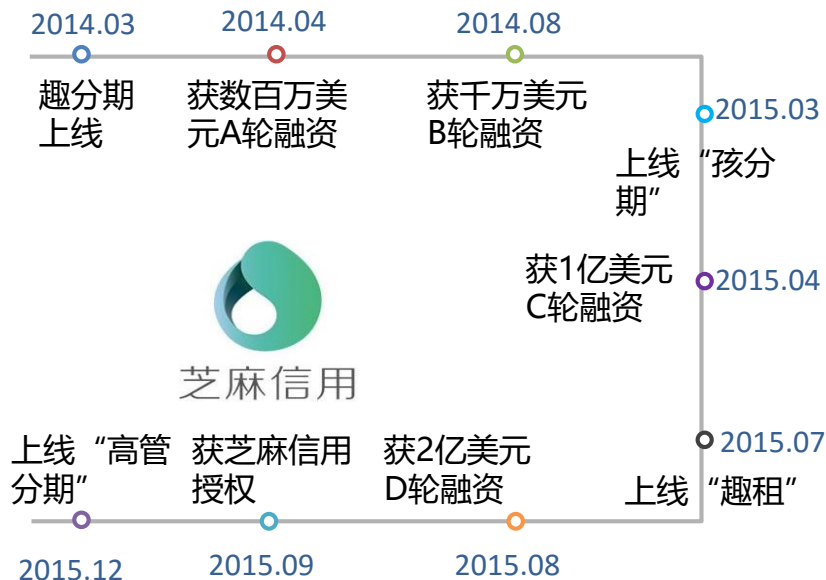 2014.03
2014.04
2014.08
趣分期
上线
获数百万美
元A轮融资
获千万美元
B轮融资
2015.03
上线“孩分
期”
获1亿美元
C轮融资
2015.04
芝麻信用
2015.07
上线“趣租”
获2亿美元
D轮融资
获芝麻信用
授权
上线“高管
分期”
2015.08
2015.09
2015.12